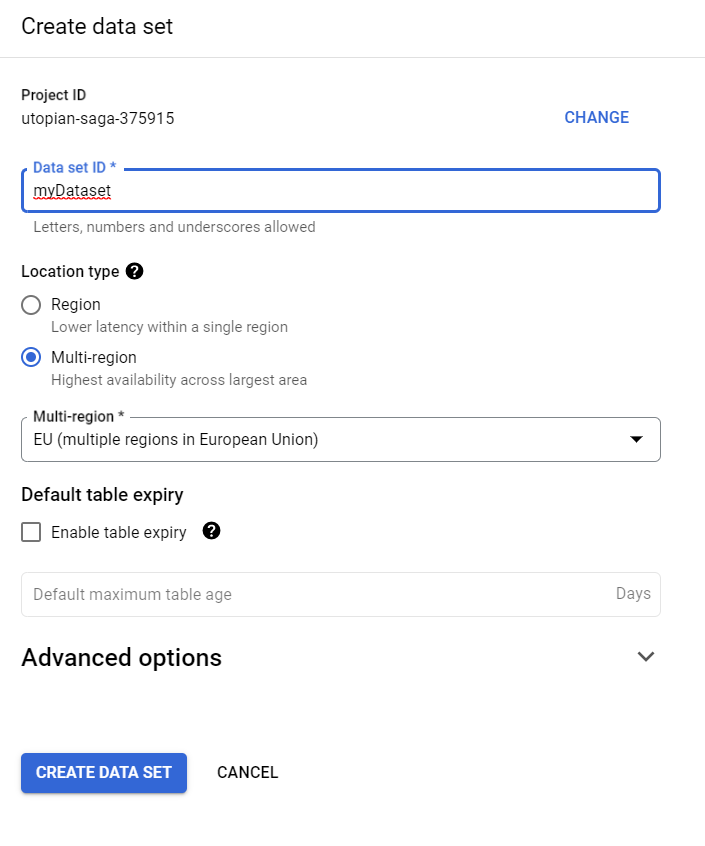 Create data set
Project ID
utopian-saga-375915
CHANGE
Data set ID *
myDataset
Letters, numbers and underscores allowed
Location type ?
Region
Lower latency within a single region
Multi-region
Highest availability across largest area
Multi-region *
EU (multiple regions in European Union)
Default table expiry
Enable table expiry ?
Default maximum table age Days
Advanced options
CREATE DATA SET CANCEL